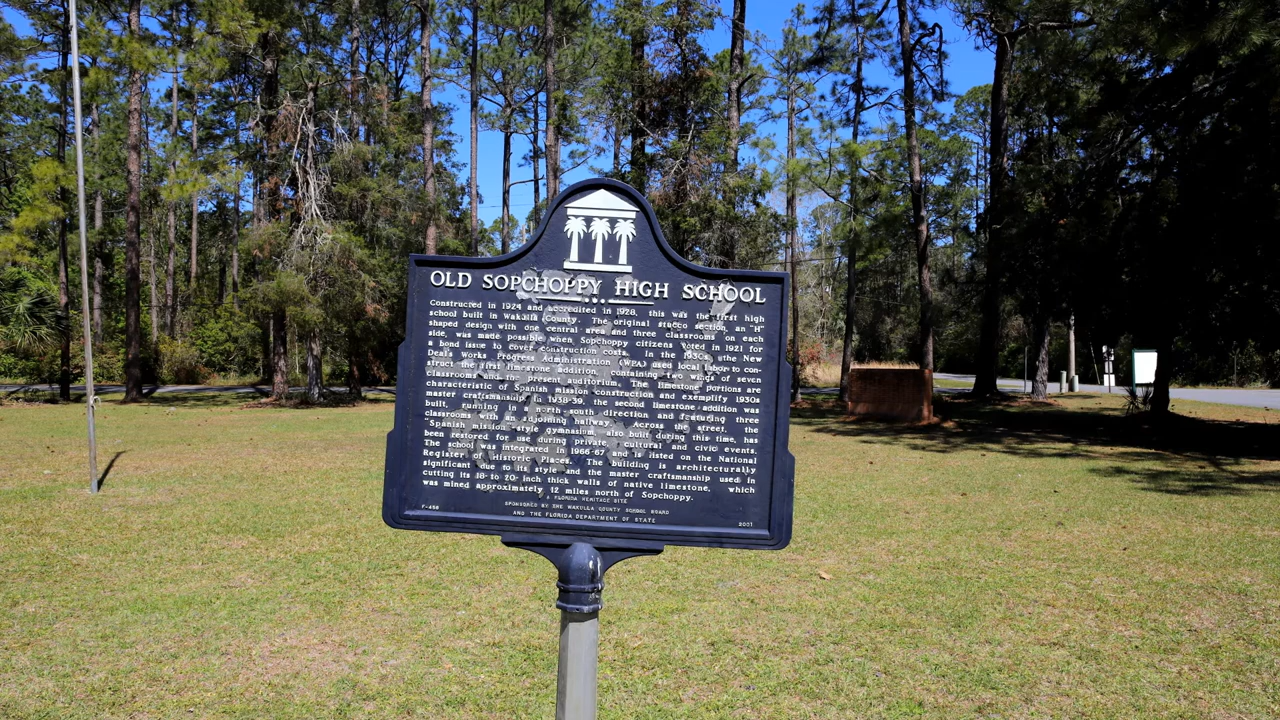 OLD SOPCHOPPY HIGH SCHOOL
Constructed in 1924 and accredited in 1928, this was the first high
school built in Wakulla County. The original stucco section, an "H"
shaped design with one central area and three classrooms on each
side, was made possible when Sopchoppy citizens voted in 1921 for
a bond issue to cover construction costs. In the 1930s, the New
Deal's Works Progress Administration (WPA) used local labor to con-
struct the first limestone addition, containing two wings of seven
classrooms and the present auditorium. The limestone portions are
characteristic of Spanish mission construction and exemplify 1930s
master craftsmanship. In 1938-39, the second limestone addition was
built, running in a north-south direction and featuring three
classrooms with an adjoining hallway. Across the street, the
"Spanish mission" style gymnasium, also built during this time, has
been restored for use during private, cultural and civic events.
The school was integrated in 1966-67 and is listed on the National
Register of Historic Places. The building is architecturally
significant due to its style and the master craftsmanship used in
cutting its 18- to 20- inch thick walls of native limestone, which
was mined approximately 12 miles north of Sopchoppy.
A FLORIDA HERITAGE SITE
SPONSORED BY THE WAKULLA COUNTY SCHOOL BOARD
AND THE FLORIDA DEPARTMENT OF STATE
F-456
2001